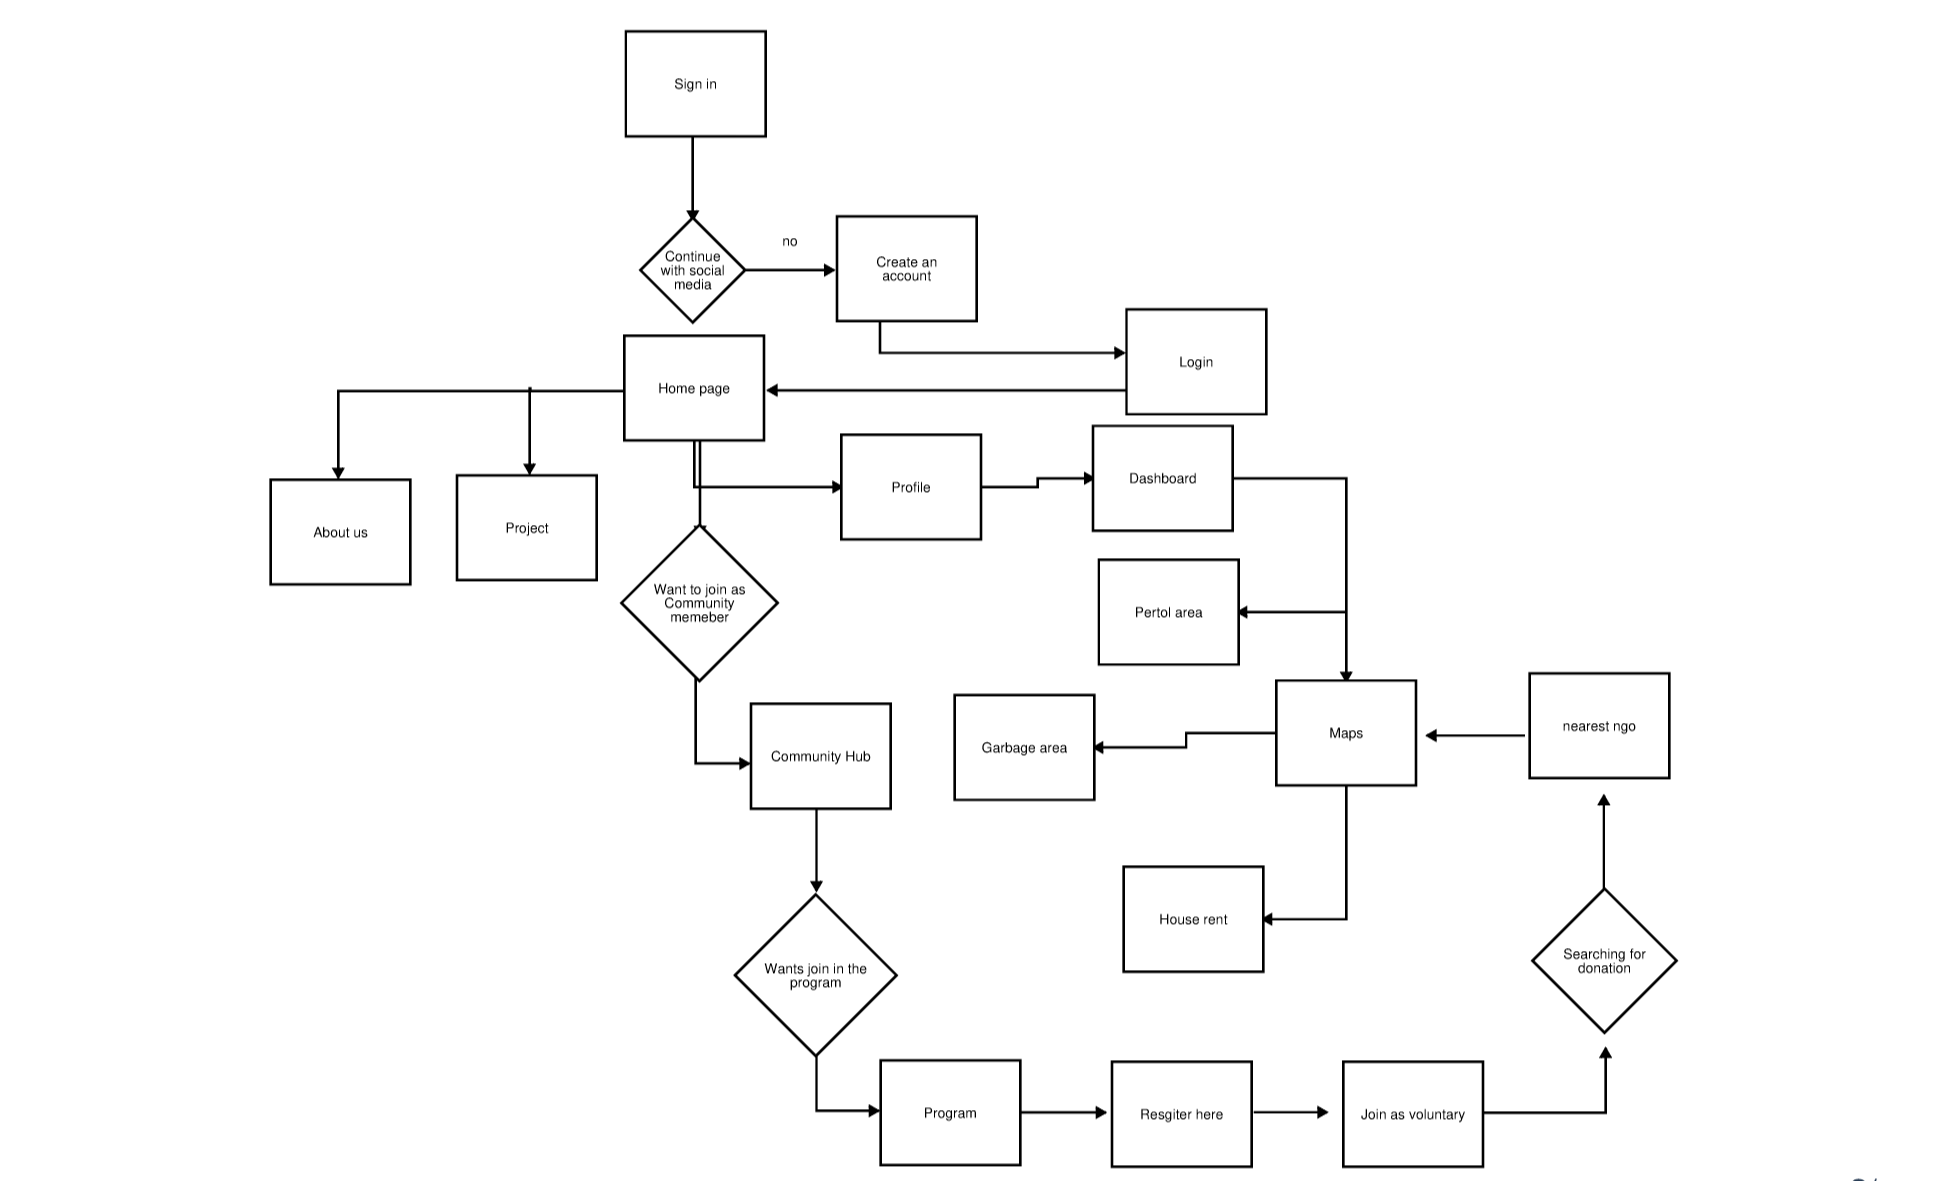 Sign in
Continue
with social
media
no
Create an
account
Login
Home page
Profile
Dashboard
About us
Project
Want to join as
Community
memeber
Pertol area
Community Hub
Garbage area
Maps
nearest ngo
House rent
Wants join in the
program
Searching for
donation
Program
Resgiter here
Join as voluntary